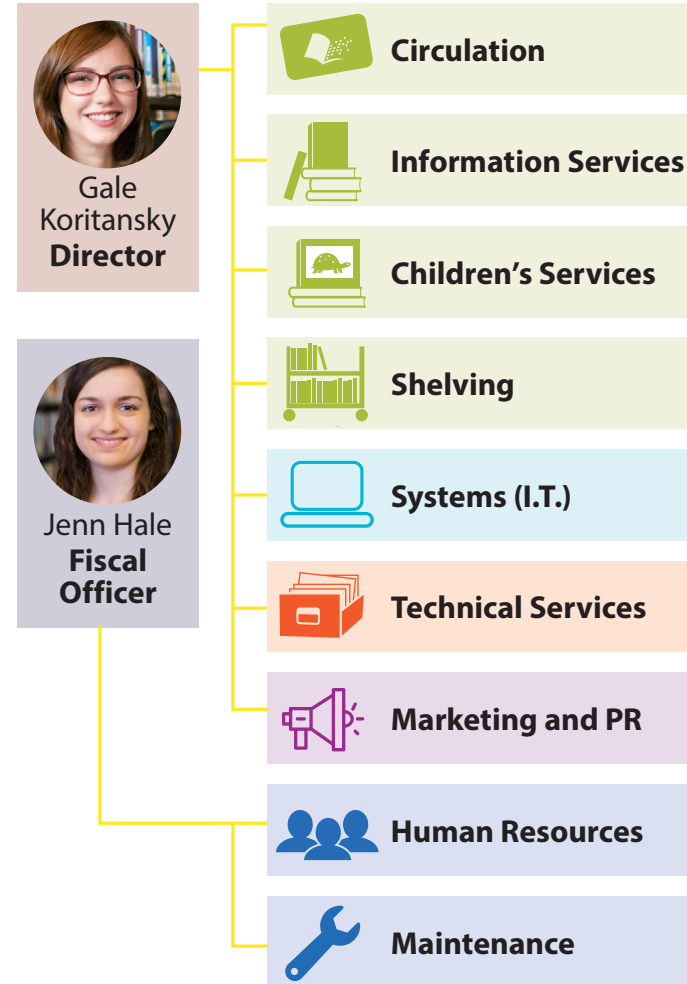 Gale
Koritansky
Director
Jenn Hale
Fiscal
Officer
Circulation
Information Services
Children’s Services
Shelving
Systems (I.T.)
Technical Services
Marketing and PR
Human Resources
Maintenance